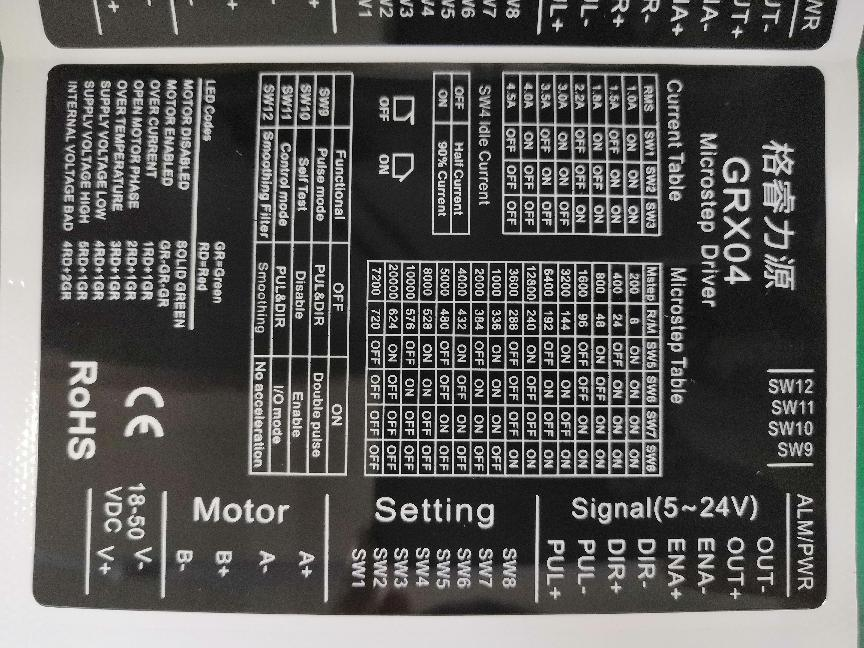 格睿力源
GRX04
Microstep Driver
SW12
SW11
SW10
SW9
Current Table
RMS SW1 SW2 SW3
1.0A ON ON ON
1.5A OFF ON ON
1.8A ON OFF ON
2.2A OFF OFF ON
3.0A ON ON OFF
3.5A OFF ON OFF
4.0A ON OFF OFF
4.5A OFF OFF OFF
SW4 Idle Current
OFF Half Current
ON 90% Current
OFF ON
Microstep Table
Mstep R/M SW5 SW6 SW7 SW8
200 8 ON ON ON ON
400 24 OFF ON ON ON
800 48 ON OFF ON ON
1600 96 OFF OFF ON ON
3200 144 ON ON OFF ON
6400 192 OFF ON OFF ON
12800 240 ON OFF OFF ON
3600 288 OFF OFF OFF ON
1000 336 ON ON ON OFF
2000 384 OFF ON ON OFF
4000 432 ON OFF ON OFF
5000 480 OFF OFF ON OFF
8000 528 ON ON OFF OFF
10000 576 OFF ON OFF OFF
20000 624 ON OFF OFF OFF
7200 720 OFF OFF OFF OFF
Functional OFF ON
SW9 Pulse mode PUL&DIR Double pulse
SW10 Self Test Disable Enable
SW11 Control mode PUL&DIR I/O mode
SW12 Smoothing Filter Smoothing No acceleration
LED Codes GR=Green
RD=Red
MOTOR DISABLED SOLID GREEN
MOTOR ENABLED GR-GR-GR
OVER CURRENT 1RD+1GR
OPEN MOTOR PHASE 2RD+1GR
OVER TEMPERATURE 3RD+1GR
SUPPLY VOLTAGE LOW 4RD+1GR
SUPPLY VOLTAGE HIGH 5RD+1GR
INTERNAL VOLTAGE BAD 4RD+2GR
CE
RoHS
ALM/PWR
Signal(5~24V)
OUT-
OUT+
ENA-
ENA+
DIR-
DIR+
PUL-
PUL+
Setting
SW8
SW7
SW6
SW5
SW4
SW3
SW2
SW1
Motor
A+
A-
B+
B-
18-50 V-
VDC V+